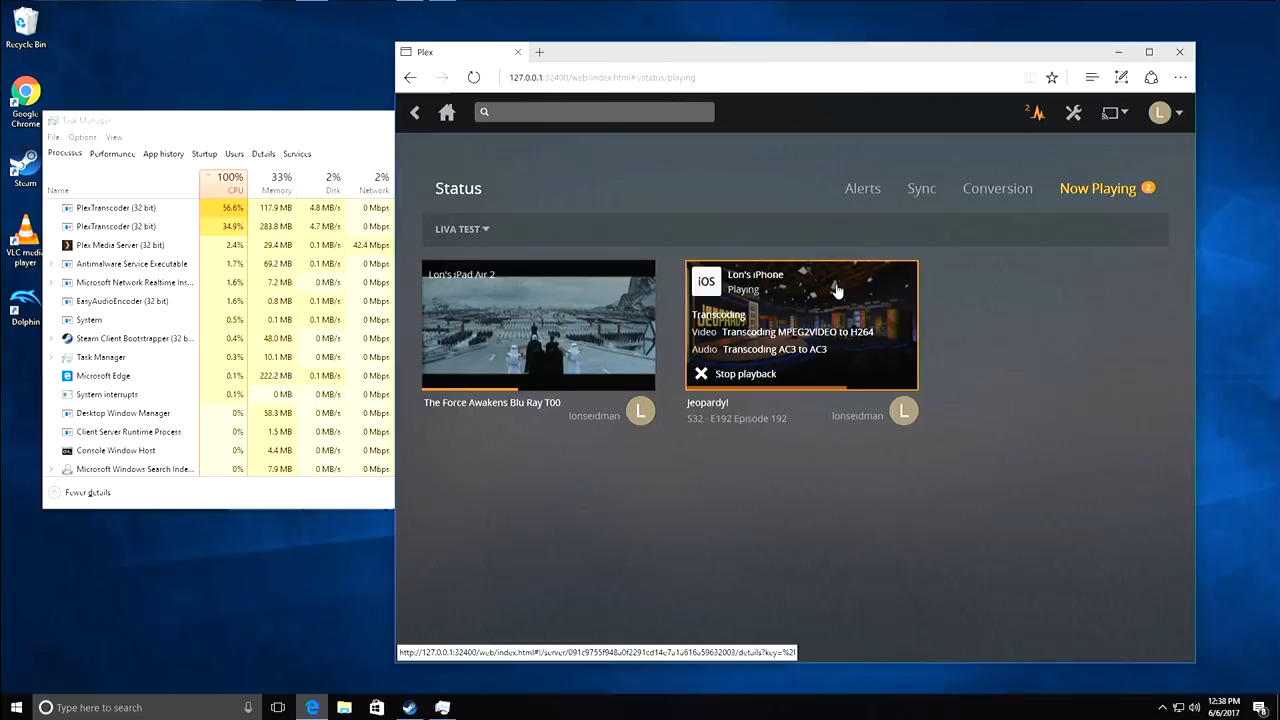 Recycle Bin
Google Chrome
Steam
VLC media player
Dolphin
Task Manager
File Options View
Processes Performance App history Startup Users Details Services
100% 33% 2% 2%
Name CPU Memory Disk Network
PlexTranscoder (32 bit) 56.6% 117.9 MB 4.8 MB/s 0 Mbps
PlexTranscoder (32 bit) 34.9% 283.8 MB 4.7 MB/s 0 Mbps
Plex Media Server (32 bit) 2.4% 29.4 MB 0.1 MB/s 42.4 Mbps
Antimalware Service Executable 1.7% 69.2 MB 0.1 MB/s 0 Mbps
Microsoft Network Realtime Ins... 1.6% 7.2 MB 0 MB/s 0 Mbps
EasyAudioEncoder (32 bit) 1.6% 0.8 MB 0.1 MB/s 0 Mbps
System 0.5% 0.1 MB 0.1 MB/s 0 Mbps
Steam Client Bootstrapper (32 b... 0.4% 48.0 MB 0 MB/s 0 Mbps
Task Manager 0.3% 10.1 MB 0 MB/s 0 Mbps
Microsoft Edge 0.1% 222.2 MB 0 MB/s 0 Mbps
System interrupts 0.1% 0 MB 0 MB/s 0 Mbps
Desktop Window Manager 0% 58.3 MB 0 MB/s 0 Mbps
Client Server Runtime Process 0% 1.5 MB 0 MB/s 0 Mbps
Console Window Host 0% 4.4 MB 0 MB/s 0 Mbps
Microsoft Windows Search Inde... 0% 7.9 MB 0 MB/s 0 Mbps
Fewer details
Plex
127.0.0.1:32400/web/index.html#!/status/playing
2
L
Status Alerts Sync Conversion Now Playing 2
LIVA TEST
Lon's iPad Air 2
The Force Awakens Blu Ray T00
lonseidman L
iOS
Lon's iPhone
Playing
JEOPARDY!
Transcoding
Video Transcoding MPEG2VIDEO to H264
Audio Transcoding AC3 to AC3
Stop playback
Jeopardy!
S32 · E192 Episode 192
lonseidman L
Type here to search
12:38 PM
6/6/2017